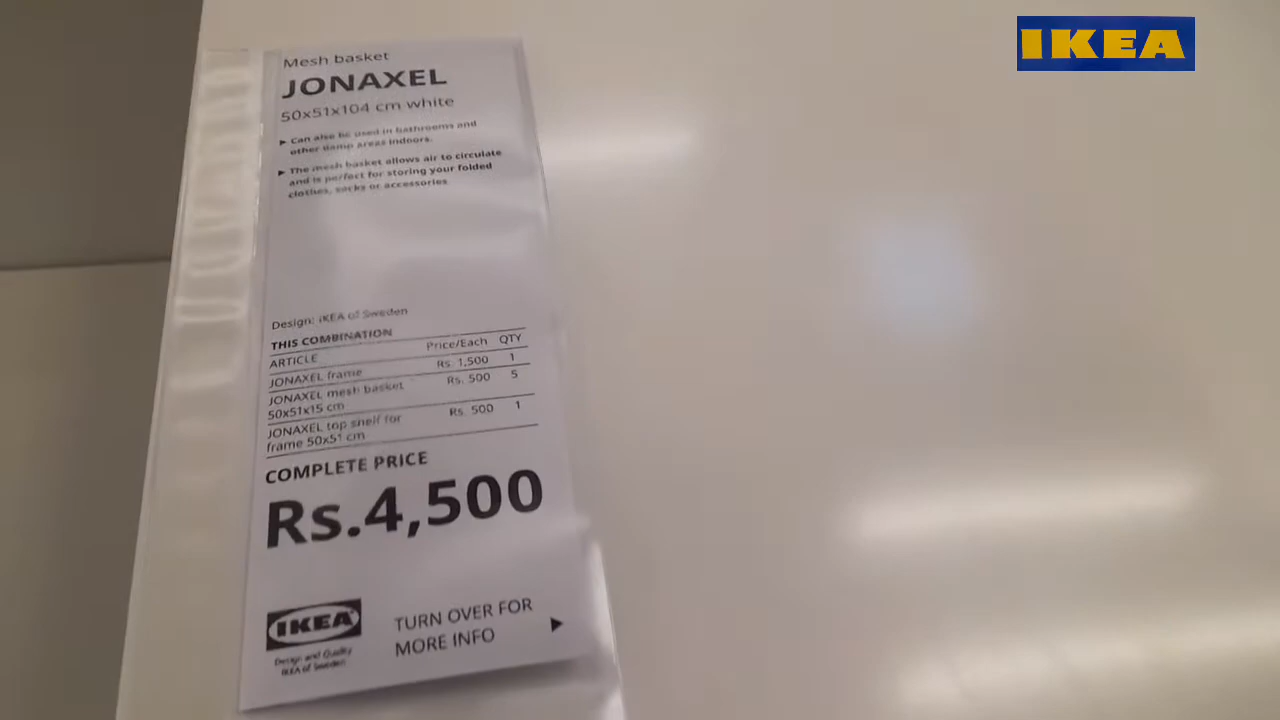 IKEA
Mesh basket
JONAXEL
50x51x104 cm white
▶ Can also be used in bathrooms and
other damp areas indoors.
▶ The mesh basket allows air to circulate
and is perfect for storing your folded
clothes, socks or accessories
Design: IKEA of Sweden
THIS COMBINATION
ARTICLE Price/Each QTY
JONAXEL frame Rs. 1,500 1
JONAXEL mesh basket Rs. 500 5
50x51x15 cm
JONAXEL top shelf for Rs. 500 1
frame 50x51 cm
COMPLETE PRICE
Rs.4,500
IKEA
Design and Quality
IKEA of Sweden
TURN OVER FOR
MORE INFO ▶